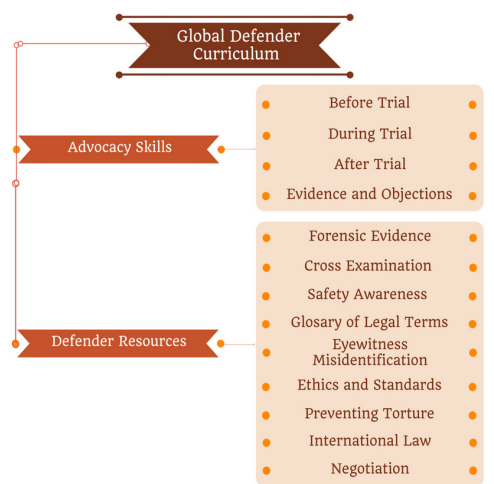 Global Defender
Curriculum
Advocacy Skills
Before Trial
During Trial
After Trial
Evidence and Objections
Defender Resources
Forensic Evidence
Cross Examination
Safety Awareness
Glosary of Legal Terms
Eyewitness
Misidentification
Ethics and Standards
Preventing Torture
International Law
Negotiation